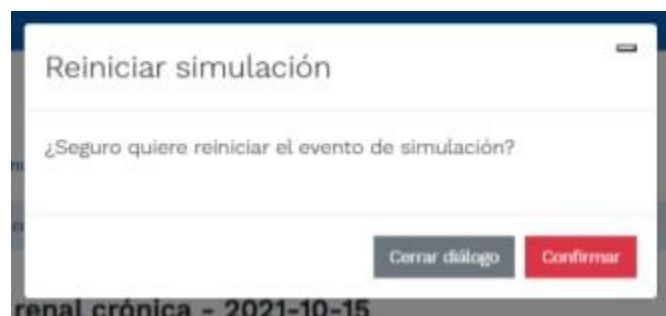 Reiniciar simulación
¿Seguro quiere reiniciar el evento de simulación?
Cerrar diálogo Confirmar
renal crónica - 2021-10-15